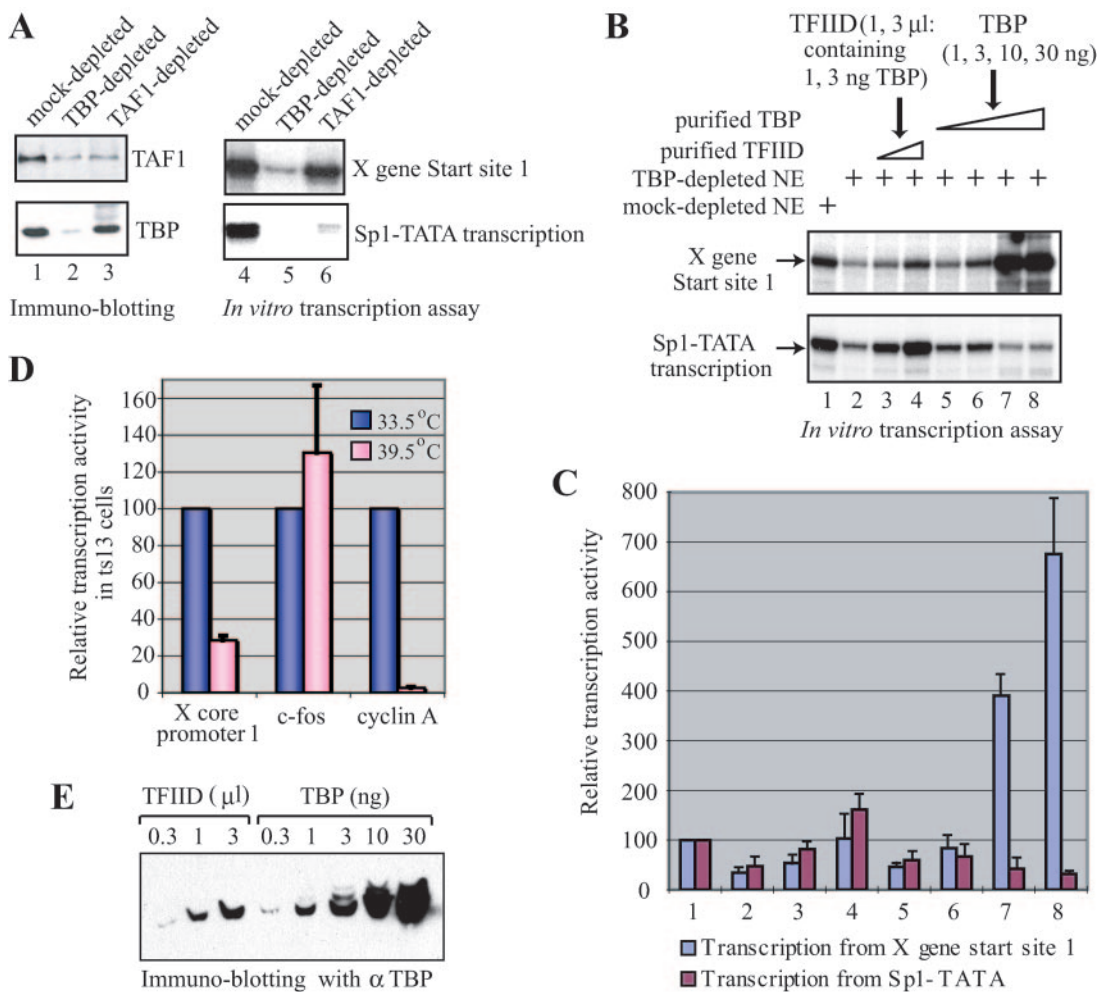 A
mock-depleted
TBP-depleted
TAF1-depleted
TAF1
TBP
1 2 3
Immuno-blotting
mock-depleted
TBP-depleted
TAF1-depleted
X gene Start site 1
Sp1-TATA transcription
4 5 6
In vitro transcription assay
B
TFIID (1, 3 µl:
containing
1, 3 ng TBP)
TBP
(1, 3, 10, 30 ng)
purified TBP
purified TFIID
TBP-depleted NE + + + + + + +
mock-depleted NE +
X gene
Start site 1
Sp1-TATA
transcription
1 2 3 4 5 6 7 8
In vitro transcription assay
D
Relative transcription activity
in ts13 cells
160
140
120
100
80
60
40
20
0
33.5°C
39.5°C
X core
promoter 1
c-fos
cyclin A
C
Relative transcription activity
800
700
600
400
300
200
100
0
1 2 3 4 5 6 7 8
Transcription from X gene start site 1
Transcription from Sp1-TATA
E
TFIID (µl)
TBP (ng)
0.3 1 3 0.3 1 3 10 30
Immuno-blotting with α TBP